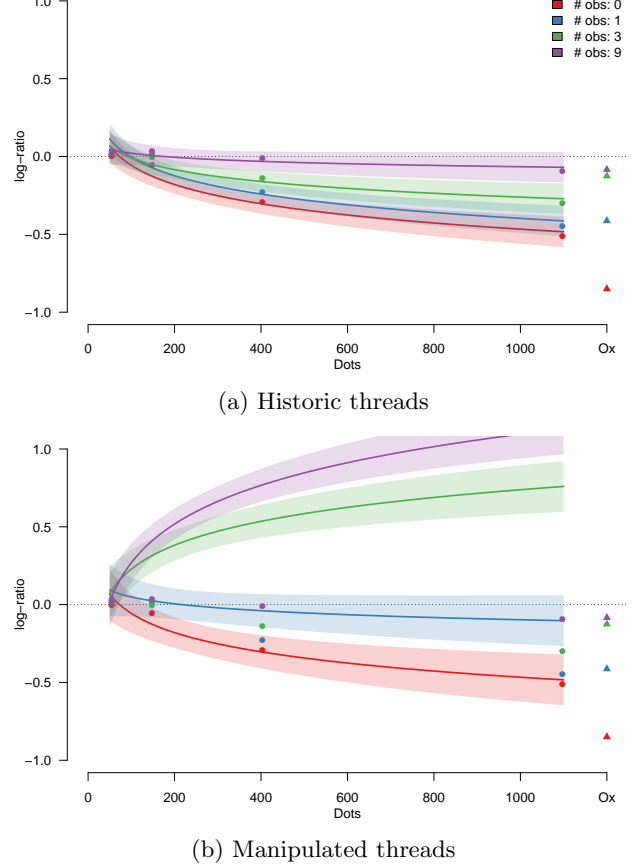 1.0
# obs: 0
# obs: 1
# obs: 3
# obs: 9
0.5
0.0
−0.5
−1.0
log−ratio
0 200 400 600 800 1000 Ox
Dots
(a) Historic threads
1.0
0.5
0.0
−0.5
−1.0
log−ratio
0 200 400 600 800 1000 Ox
Dots
(b) Manipulated threads